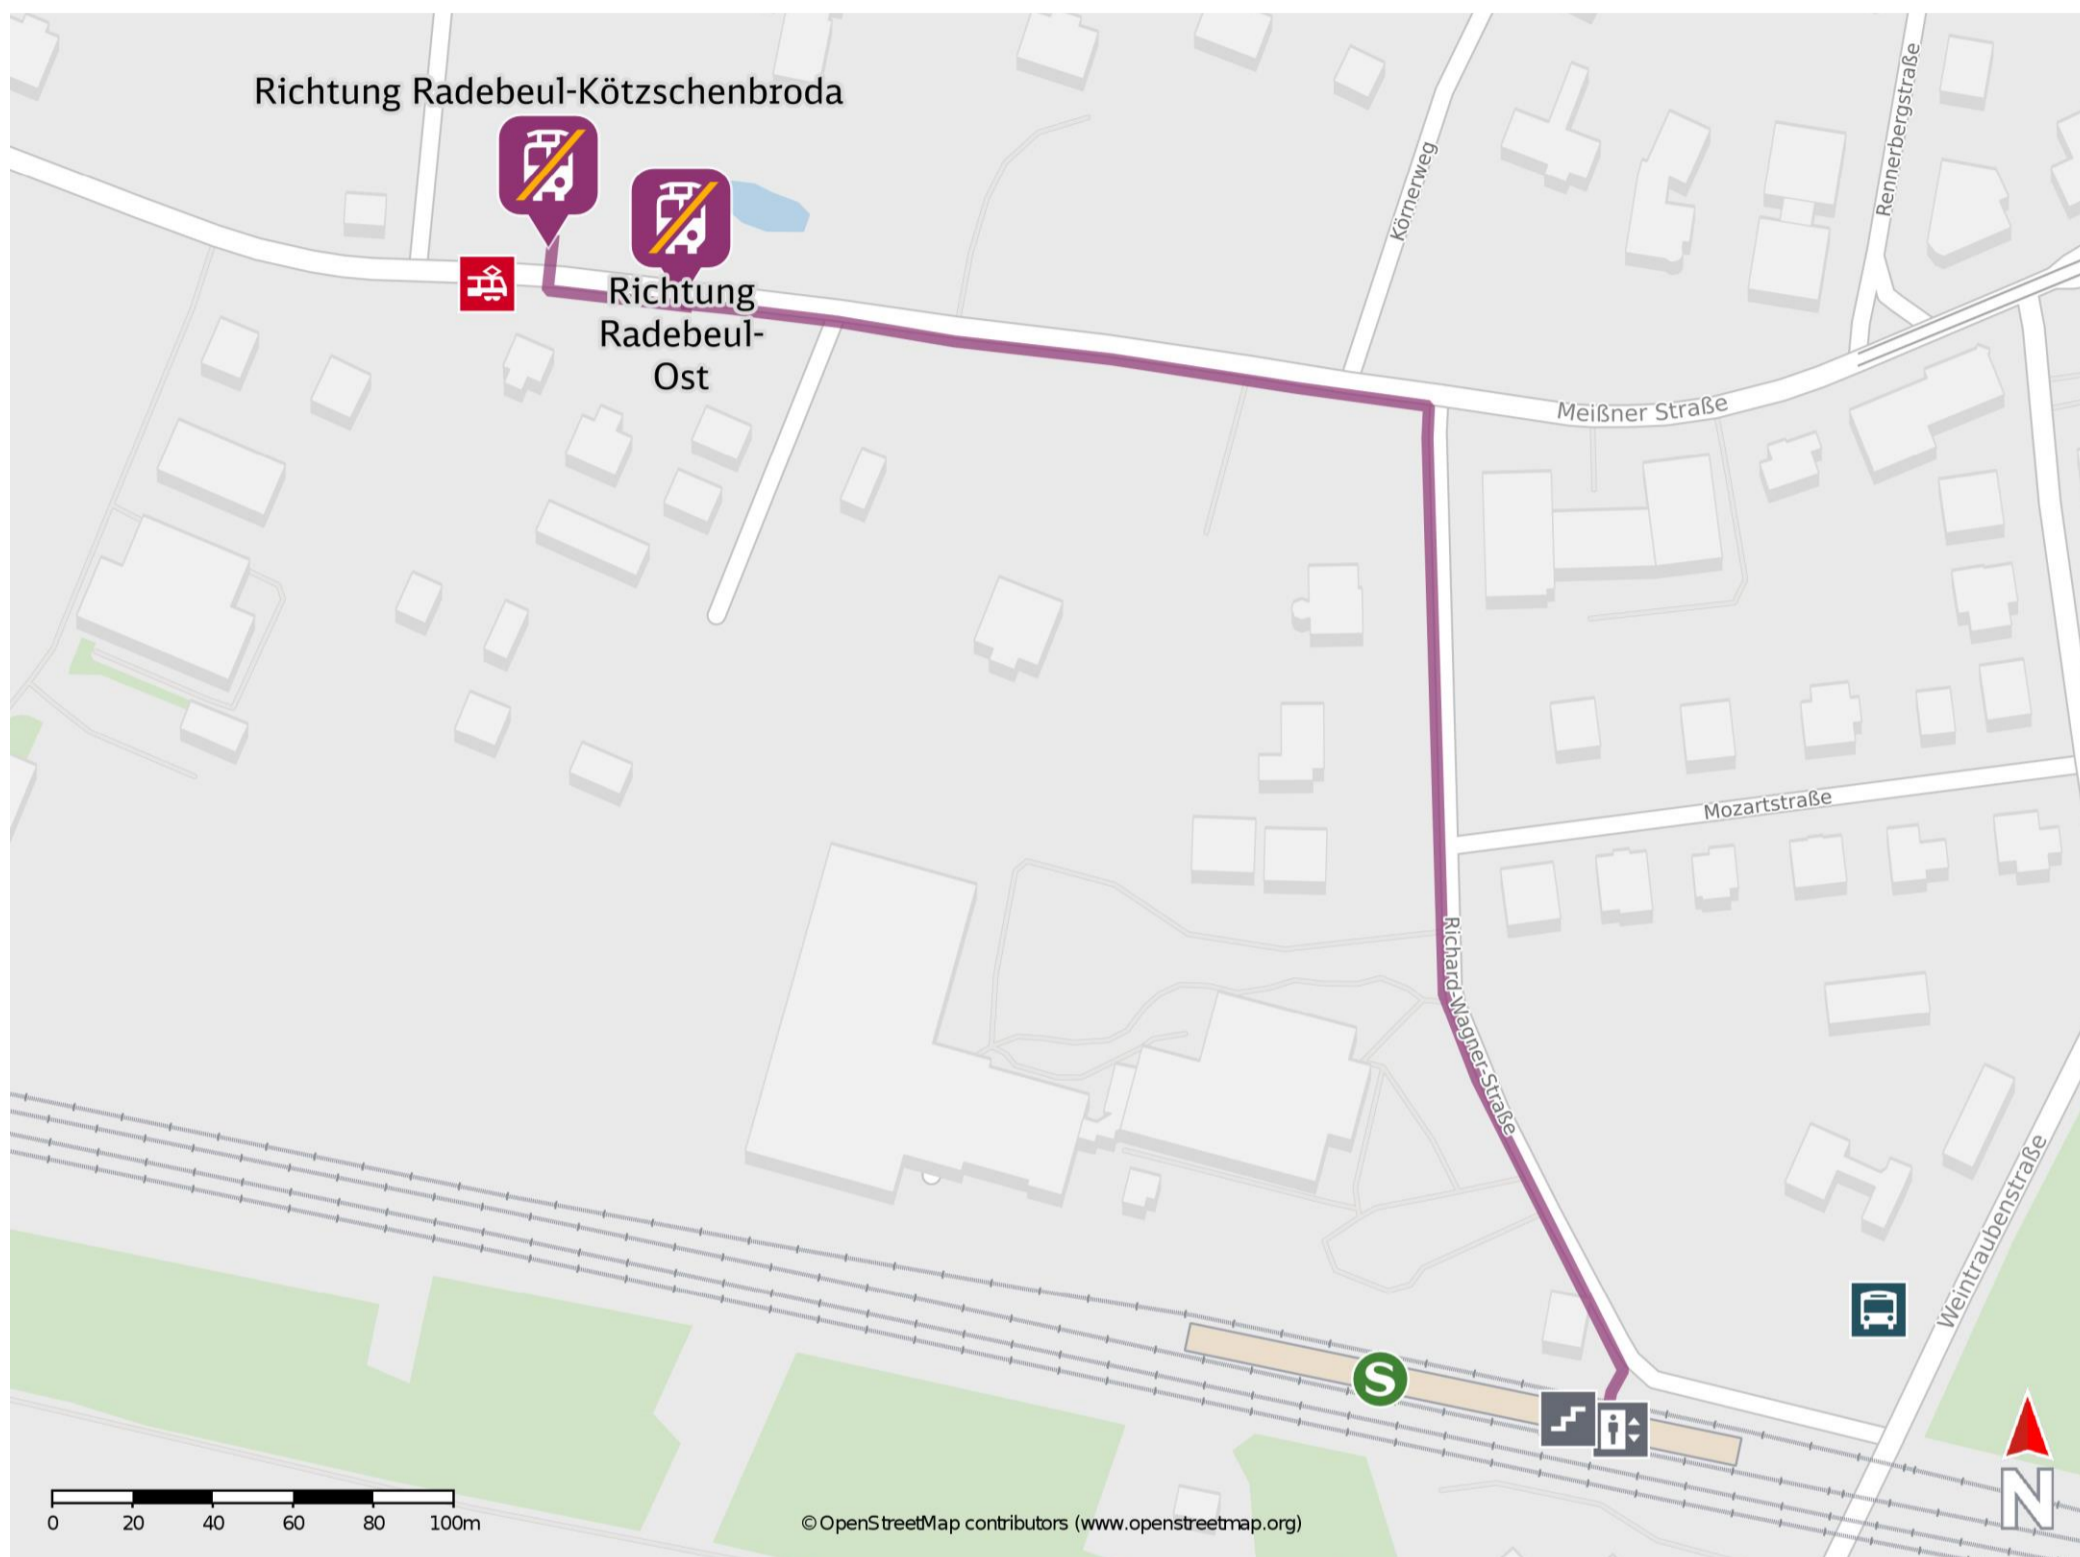 Richtung Radebeul-Kötzschenbroda
Richtung
Radebeul-
Ost
Körnerweg
Rennerbergstraße
Meißner Straße
Mozartstraße
Richard-Wagner-Straße
Weintraubenstraße
S
N
0 20 40 60 80 100m
© OpenStreetMap contributors (www.openstreetmap.org)